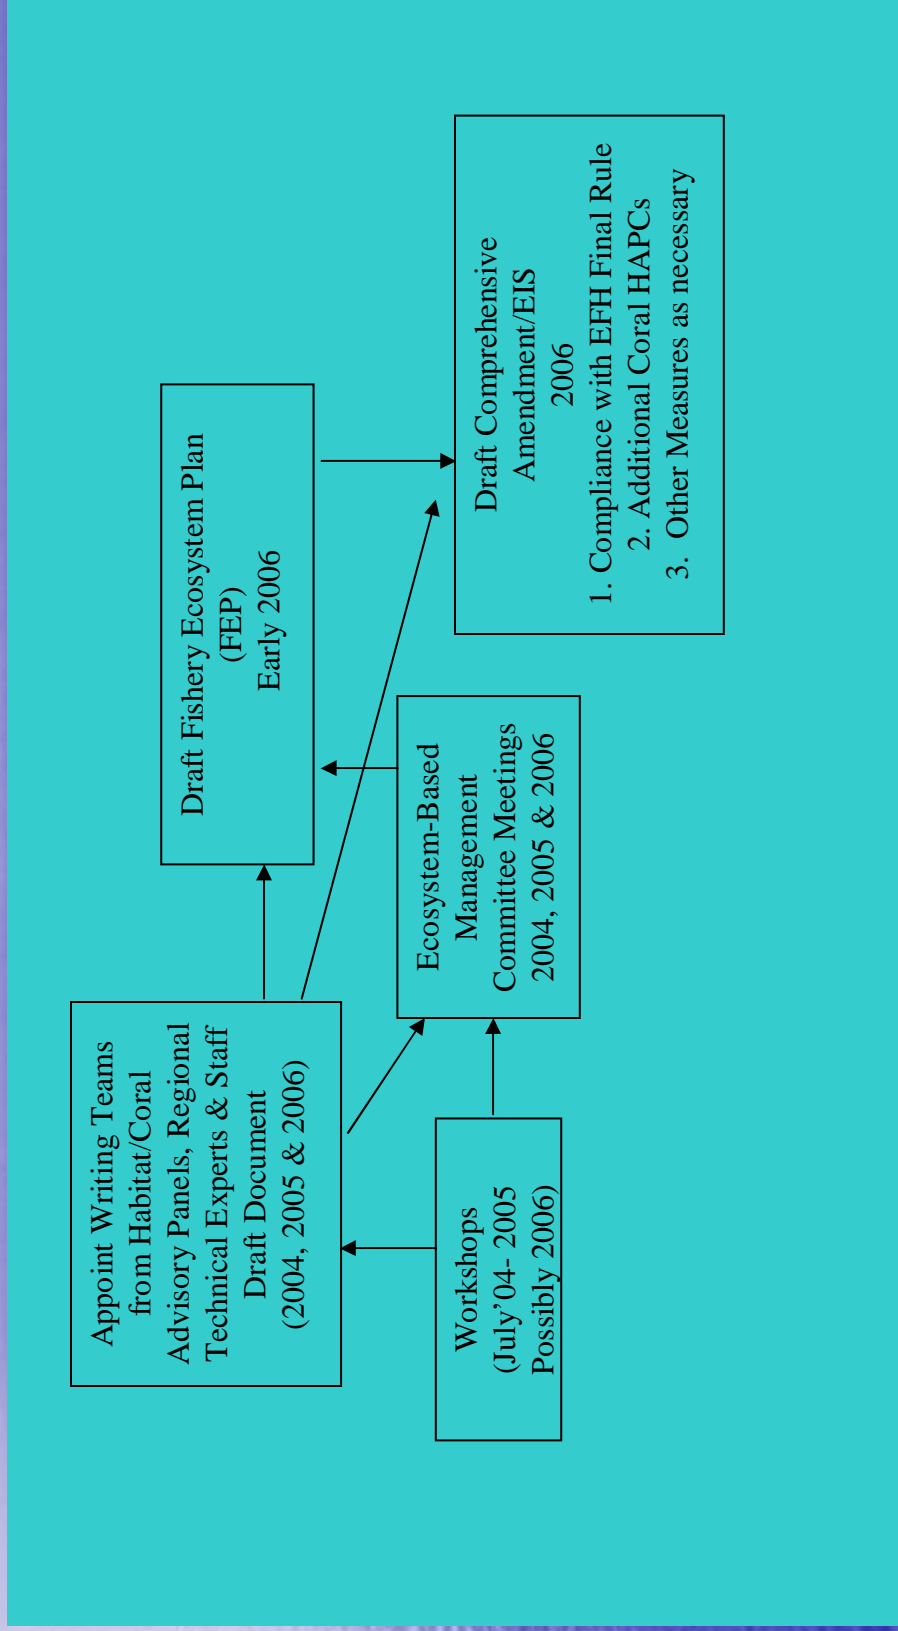 Appoint Writing Teams
from Habitat/Coral
Advisory Panels, Regional
Technical Experts & Staff
Draft Document
(2004, 2005 & 2006)
Draft Fishery Ecosystem Plan
(FEP)
Early 2006
Workshops
(July'04- 2005
Possibly 2006)
Ecosystem-Based
Management
Committee Meetings
2004, 2005 & 2006
Draft Comprehensive
Amendment/EIS
2006
1. Compliance with EFH Final Rule
2. Additional Coral HAPCs
3. Other Measures as necessary